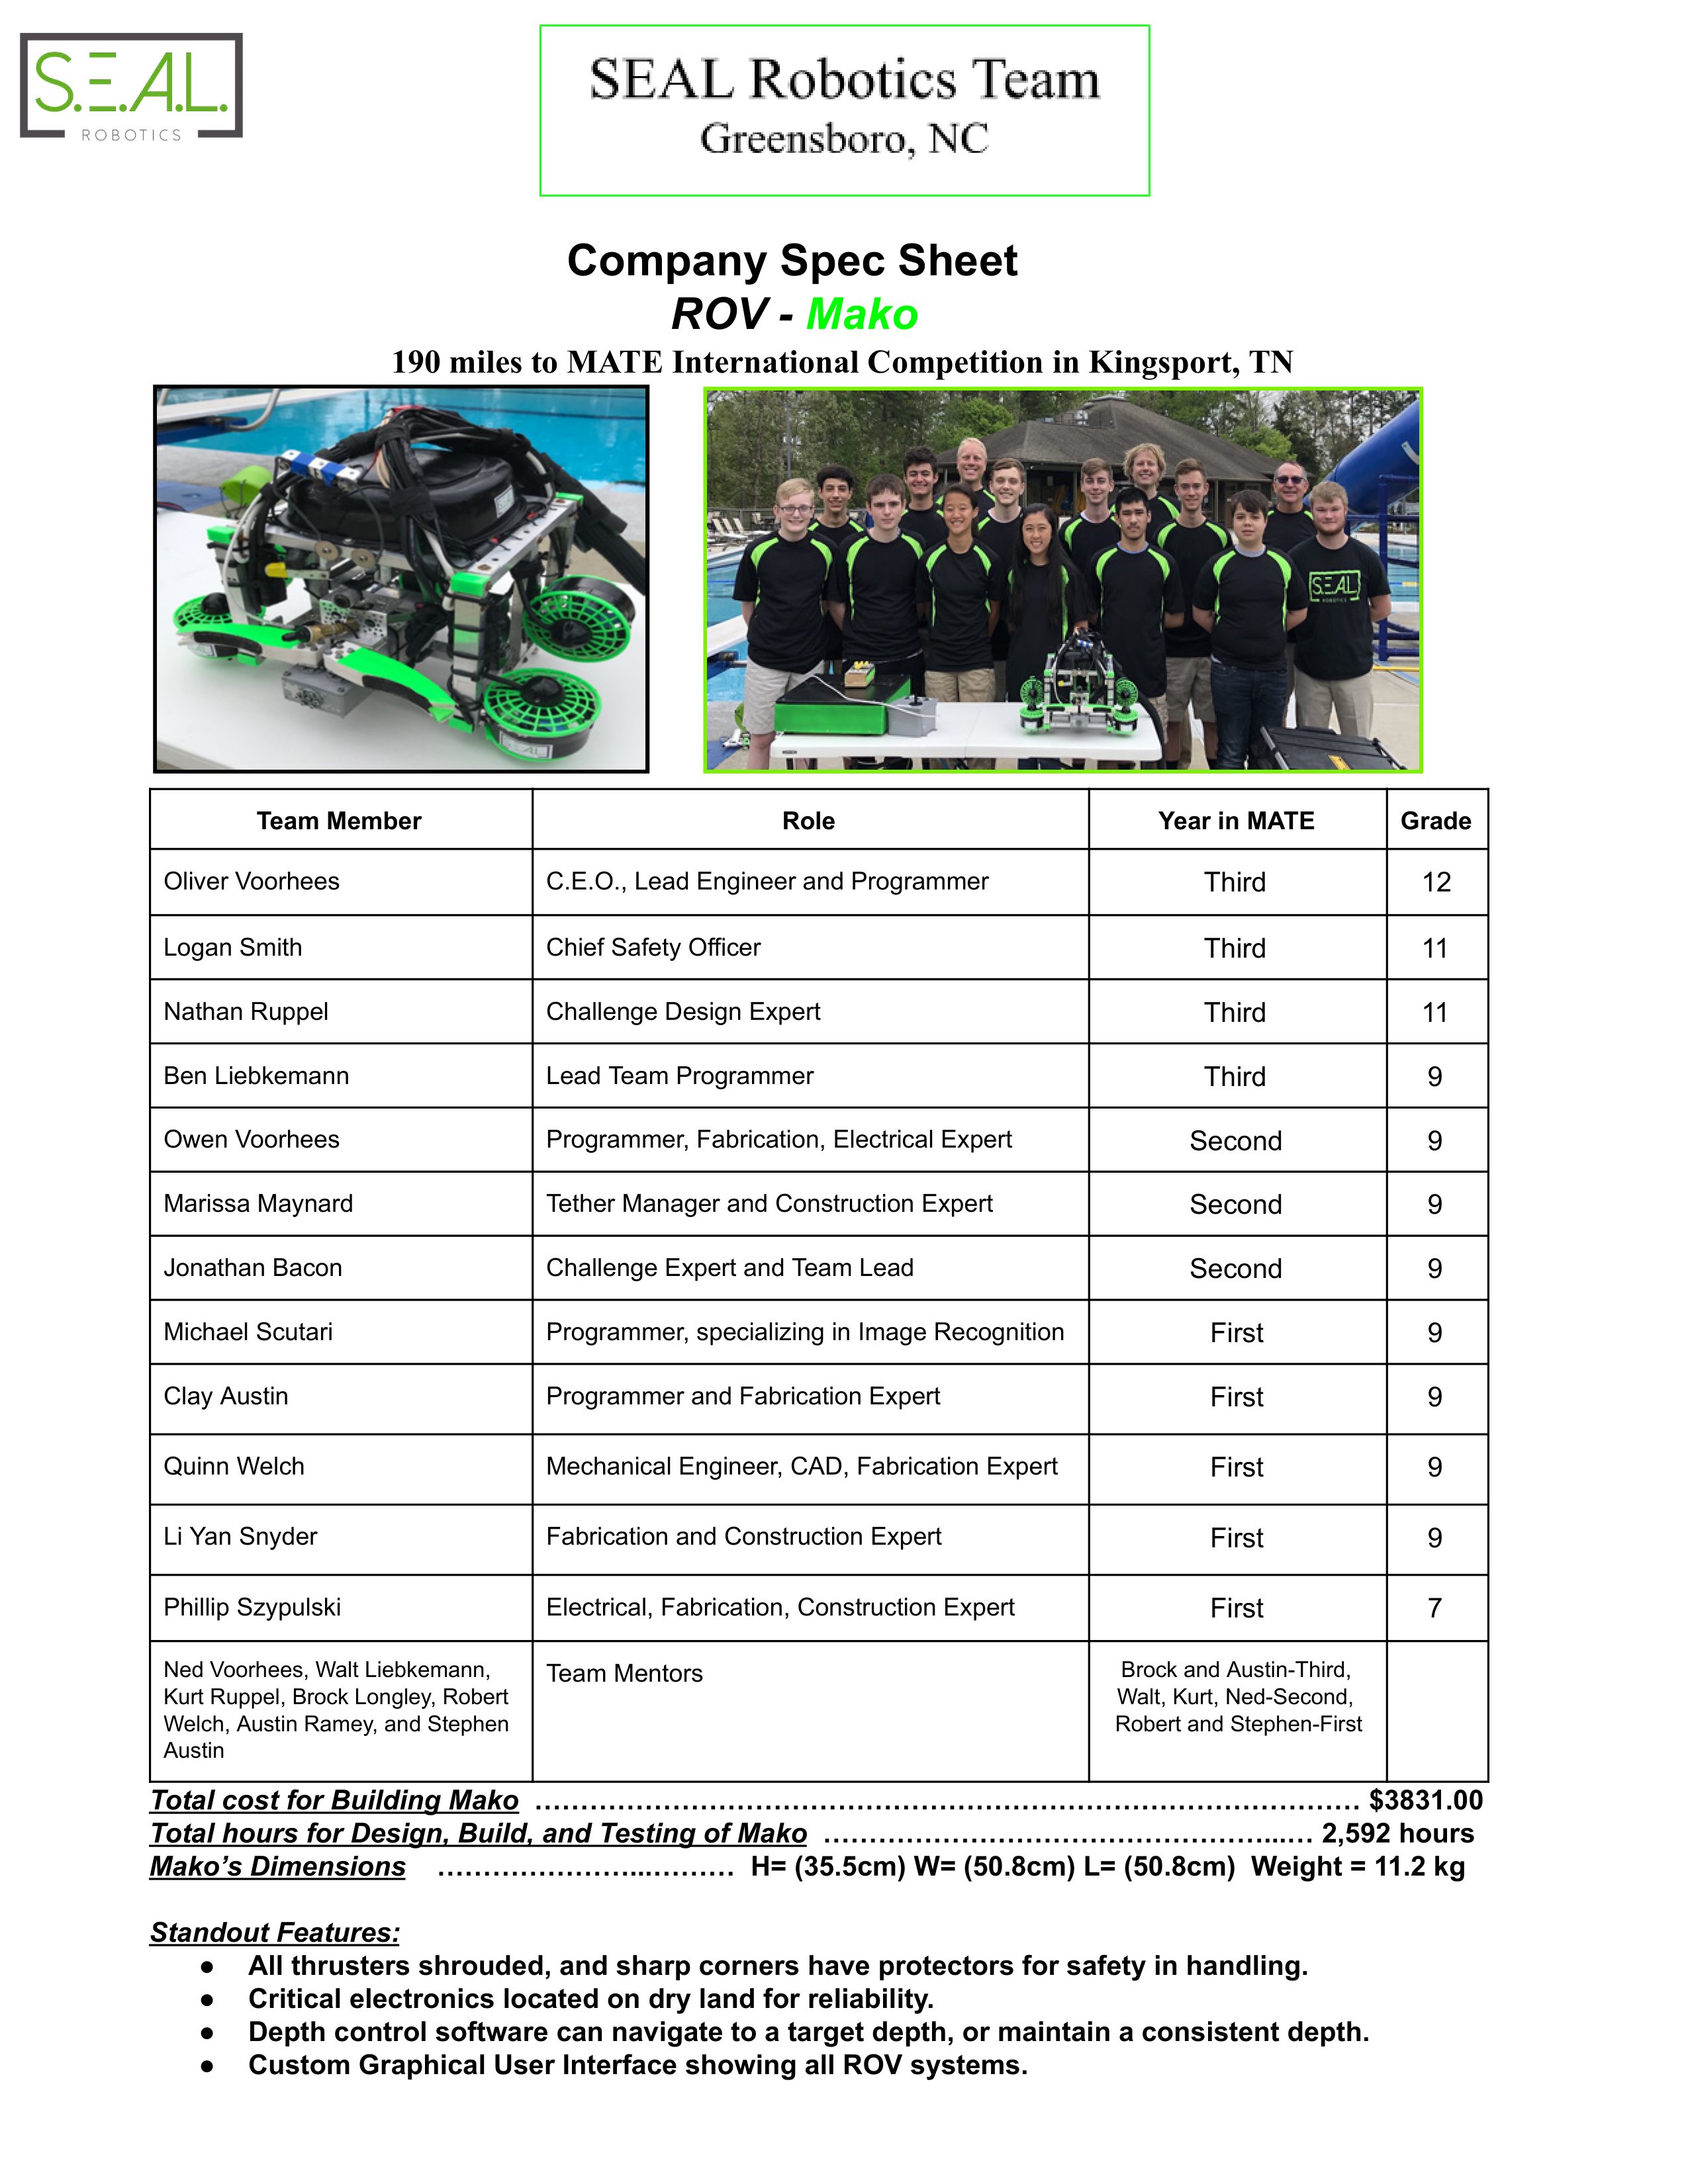 S.E.A.L.
ROBOTICS
SEAL Robotics Team
Greensboro, NC
Company Spec Sheet
ROV - Mako
190 miles to MATE International Competition in Kingsport, TN
SEAL
S.E.A.L.
ROBOTICS
Team Member Role Year in MATE Grade
Oliver Voorhees C.E.O., Lead Engineer and Programmer Third 12
Logan Smith Chief Safety Officer Third 11
Nathan Ruppel Challenge Design Expert Third 11
Ben Liebkemann Lead Team Programmer Third 9
Owen Voorhees Programmer, Fabrication, Electrical Expert Second 9
Marissa Maynard Tether Manager and Construction Expert Second 9
Jonathan Bacon Challenge Expert and Team Lead Second 9
Michael Scutari Programmer, specializing in Image Recognition First 9
Clay Austin Programmer and Fabrication Expert First 9
Quinn Welch Mechanical Engineer, CAD, Fabrication Expert First 9
Li Yan Snyder Fabrication and Construction Expert First 9
Phillip Szypulski Electrical, Fabrication, Construction Expert First 7
Ned Voorhees, Walt Liebkemann, Team Mentors Brock and Austin-Third,
Kurt Ruppel, Brock Longley, Robert Walt, Kurt, Ned-Second,
Welch, Austin Ramey, and Stephen Robert and Stephen-First
Austin
Total cost for Building Mako ……………………………………………………………………………… $3831.00
Total hours for Design, Build, and Testing of Mako …………………………………………...… 2,592 hours
Mako’s Dimensions …………………...……… H= (35.5cm) W= (50.8cm) L= (50.8cm) Weight = 11.2 kg
Standout Features:
● All thrusters shrouded, and sharp corners have protectors for safety in handling.
● Critical electronics located on dry land for reliability.
● Depth control software can navigate to a target depth, or maintain a consistent depth.
● Custom Graphical User Interface showing all ROV systems.